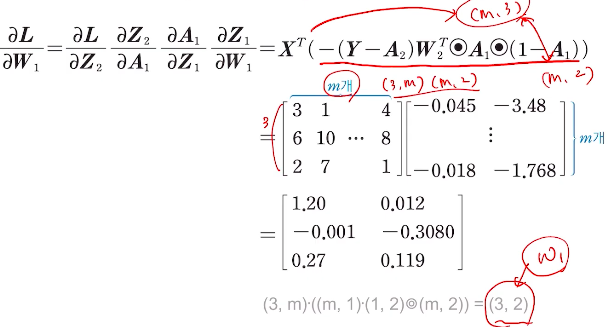 (m, 3)
∂L/∂W₁ = ∂L/∂Z₂ ∂Z₂/∂A₁ ∂A₁/∂Z₁ ∂Z₁/∂W₁ = Xᵀ(−(Y−A₂)W₂ᵀ⊙A₁⊙(1−A₁))
(m, 2)
m개 (3,m) (m, 2)
3
= [3 1 4] [−0.045 −3.48]
[6 10 ⋯ 8] [⋮] m개
[2 7 1] [−0.018 −1.768]
= [1.20 0.012]
[−0.001 −0.3080]
[0.27 0.119]
W₁
(3, m)·((m, 1)·(1, 2)⊙(m, 2)) = (3, 2)